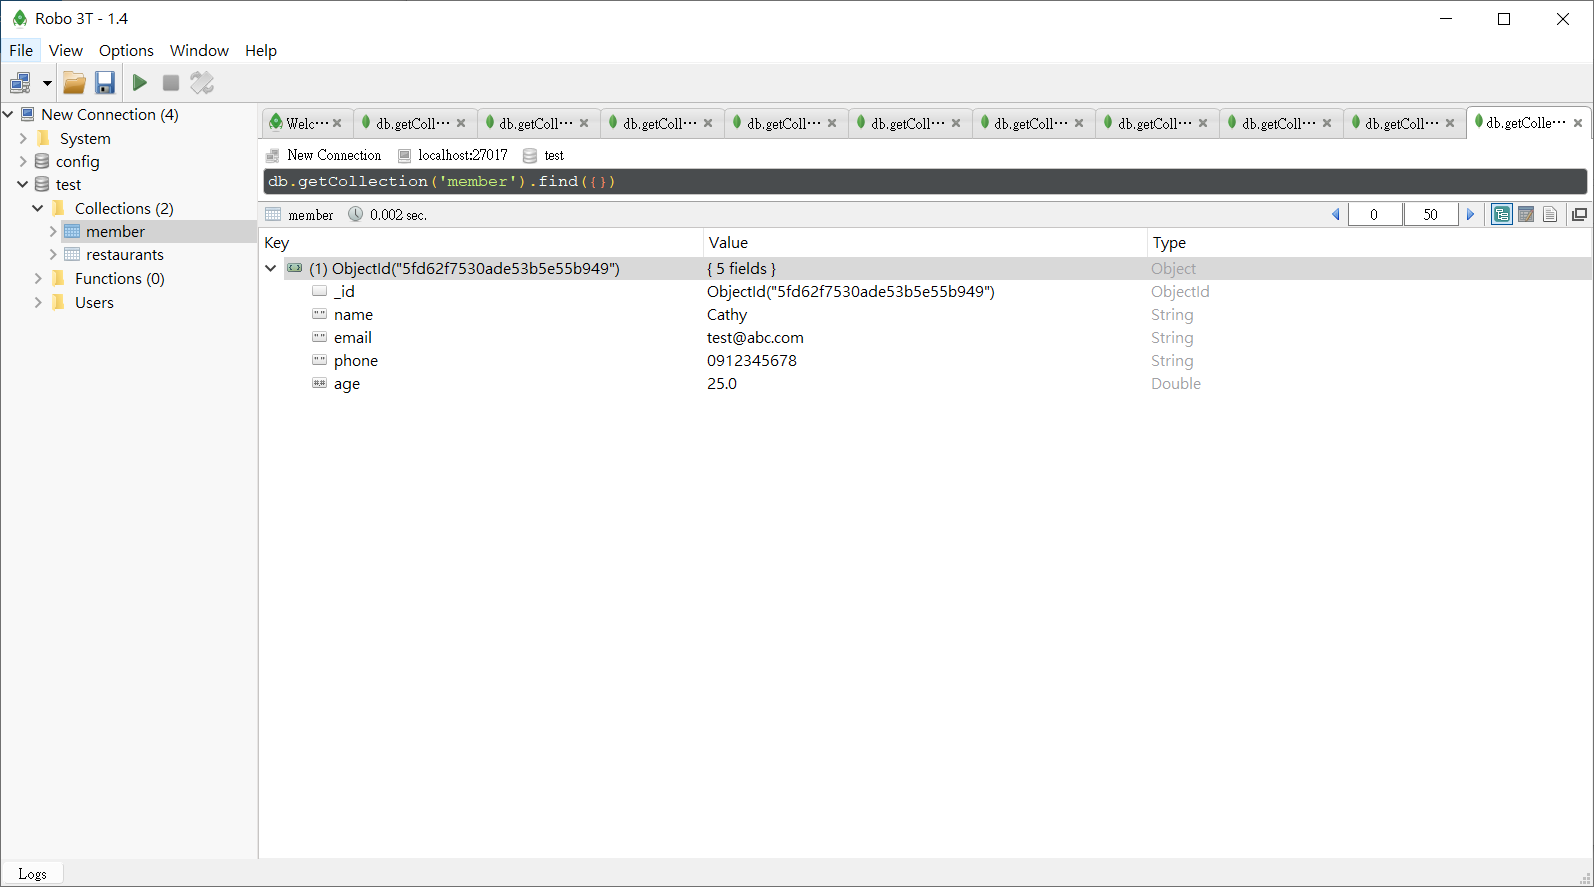 Robo 3T - 1.4
File View Options Window Help
New Connection (4)
System
config
test
Collections (2)
member
restaurants
Functions (0)
Users
Welc··· db.getColl··· db.getColl··· db.getColl··· db.getColl··· db.getColl··· db.getColl··· db.getColl··· db.getColl··· db.getColl··· db.getColle···
New Connection localhost:27017 test
db.getCollection('member').find({})
member 0.002 sec. 0 50
Key Value Type
(1) ObjectId("5fd62f7530ade53b5e55b949") { 5 fields } Object
_id ObjectId("5fd62f7530ade53b5e55b949") ObjectId
name Cathy String
email test@abc.com String
phone 0912345678 String
age 25.0 Double
Logs